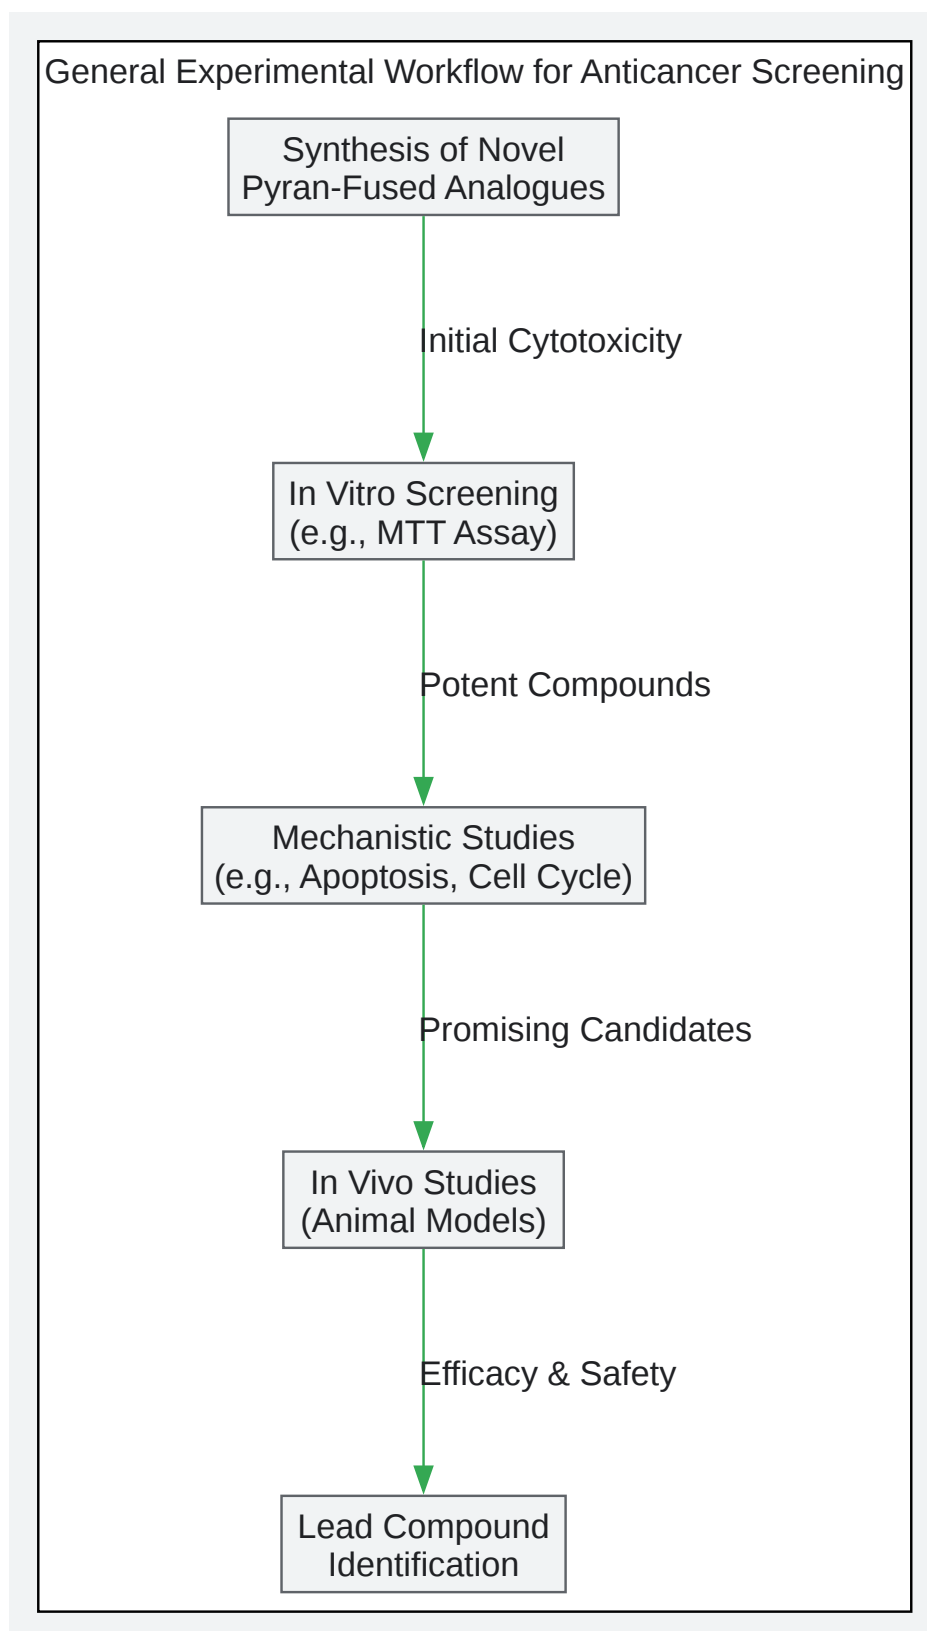 General Experimental Workflow for Anticancer Screening
Synthesis of Novel
Pyran-Fused Analogues
Initial Cytotoxicity
In Vitro Screening
(e.g., MTT Assay)
Potent Compounds
Mechanistic Studies
(e.g., Apoptosis, Cell Cycle)
Promising Candidates
In Vivo Studies
(Animal Models)
Efficacy & Safety
Lead Compound
Identification